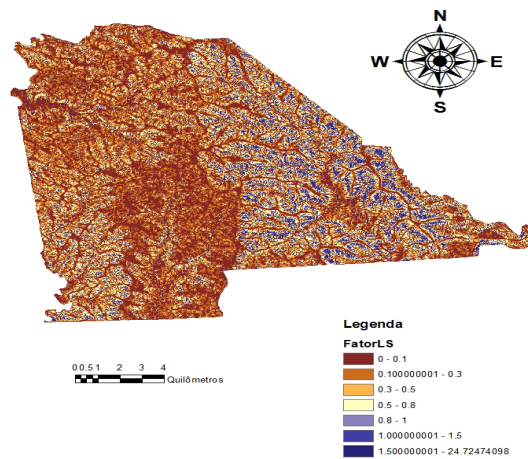 N
W E
S
0 0.5 1 2 3 4
Quilômetros
Legenda
FatorLS
0 - 0.1
0.100000001 - 0.3
0.3 - 0.5
0.5 - 0.8
0.8 - 1
1.000000001 - 1.5
1.500000001 - 24.72474098